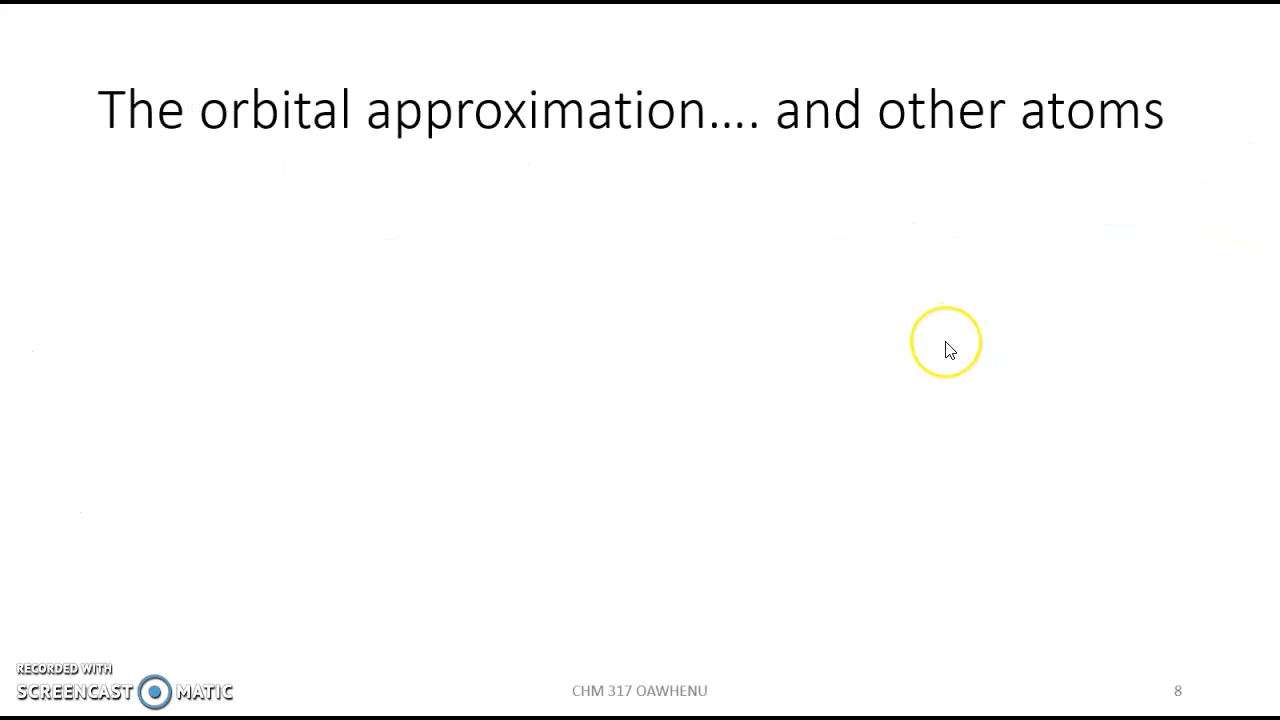 The orbital approximation.... and other atoms
RECORDED WITH
SCREENCAST MATIC
CHM 317 OAWHENU
8